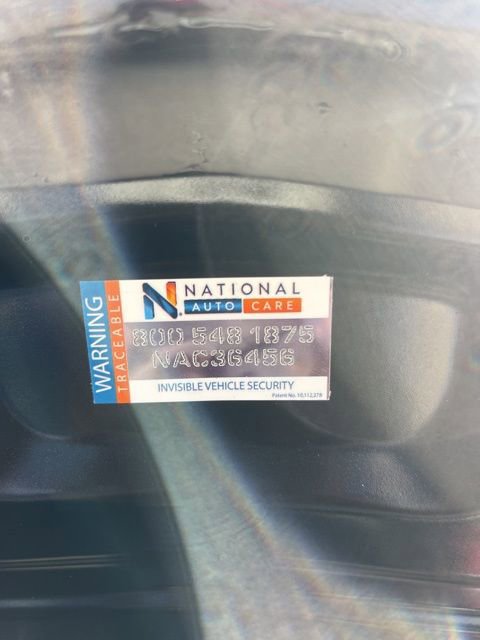 WARNING
TRACEABLE
N. NATIONAL
AUTO CARE
800 548 1875
NAC36456
INVISIBLE VEHICLE SECURITY
Patent No. 10,112,378